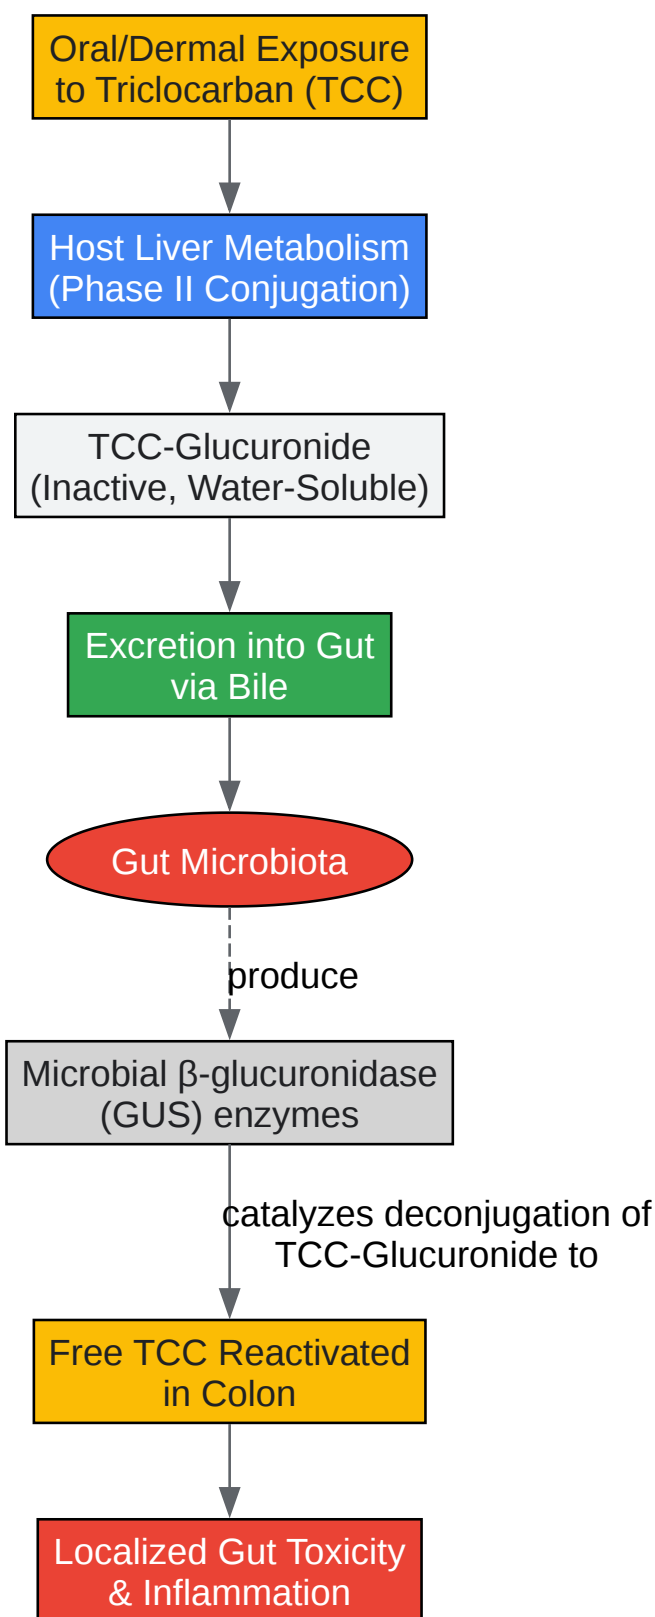 Oral/Dermal Exposure
to Triclocarban (TCC)
Host Liver Metabolism
(Phase II Conjugation)
TCC-Glucuronide
(Inactive, Water-Soluble)
Excretion into Gut
via Bile
Gut Microbiota
produce
Microbial β-glucuronidase
(GUS) enzymes
catalyzes deconjugation of
TCC-Glucuronide to
Free TCC Reactivated
in Colon
Localized Gut Toxicity
& Inflammation